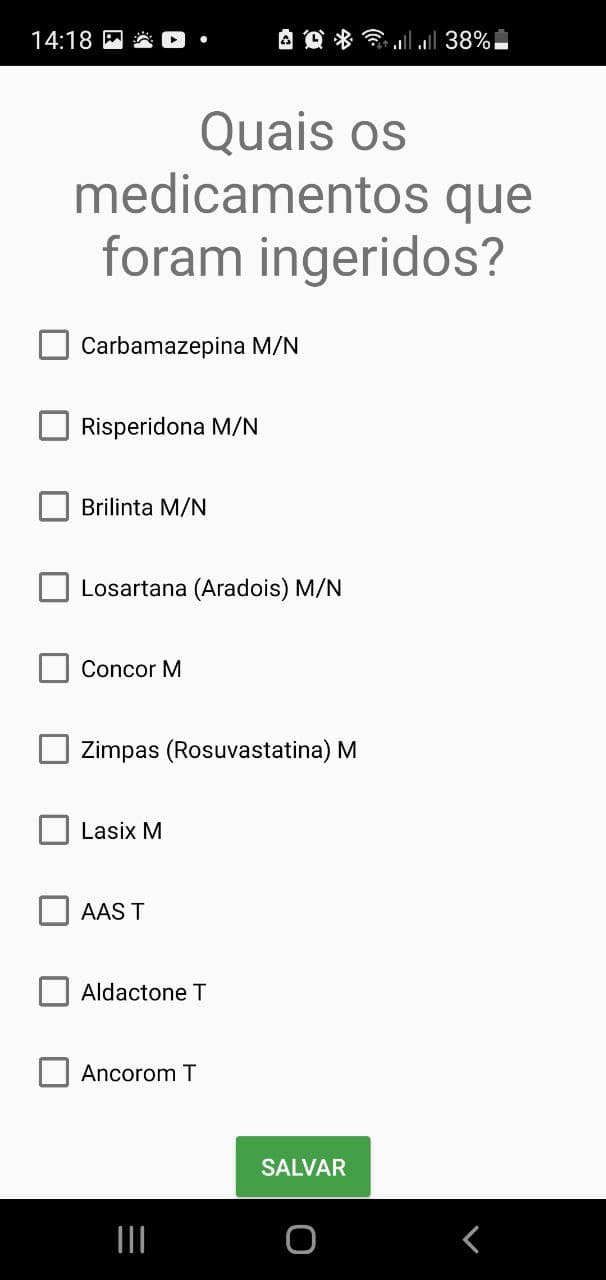 14:18
38%
Quais os
medicamentos que
foram ingeridos?
Carbamazepina M/N
Risperidona M/N
Brilinta M/N
Losartana (Aradois) M/N
Concor M
Zimpas (Rosuvastatina) M
Lasix M
AAS T
Aldactone T
Ancorom T
SALVAR